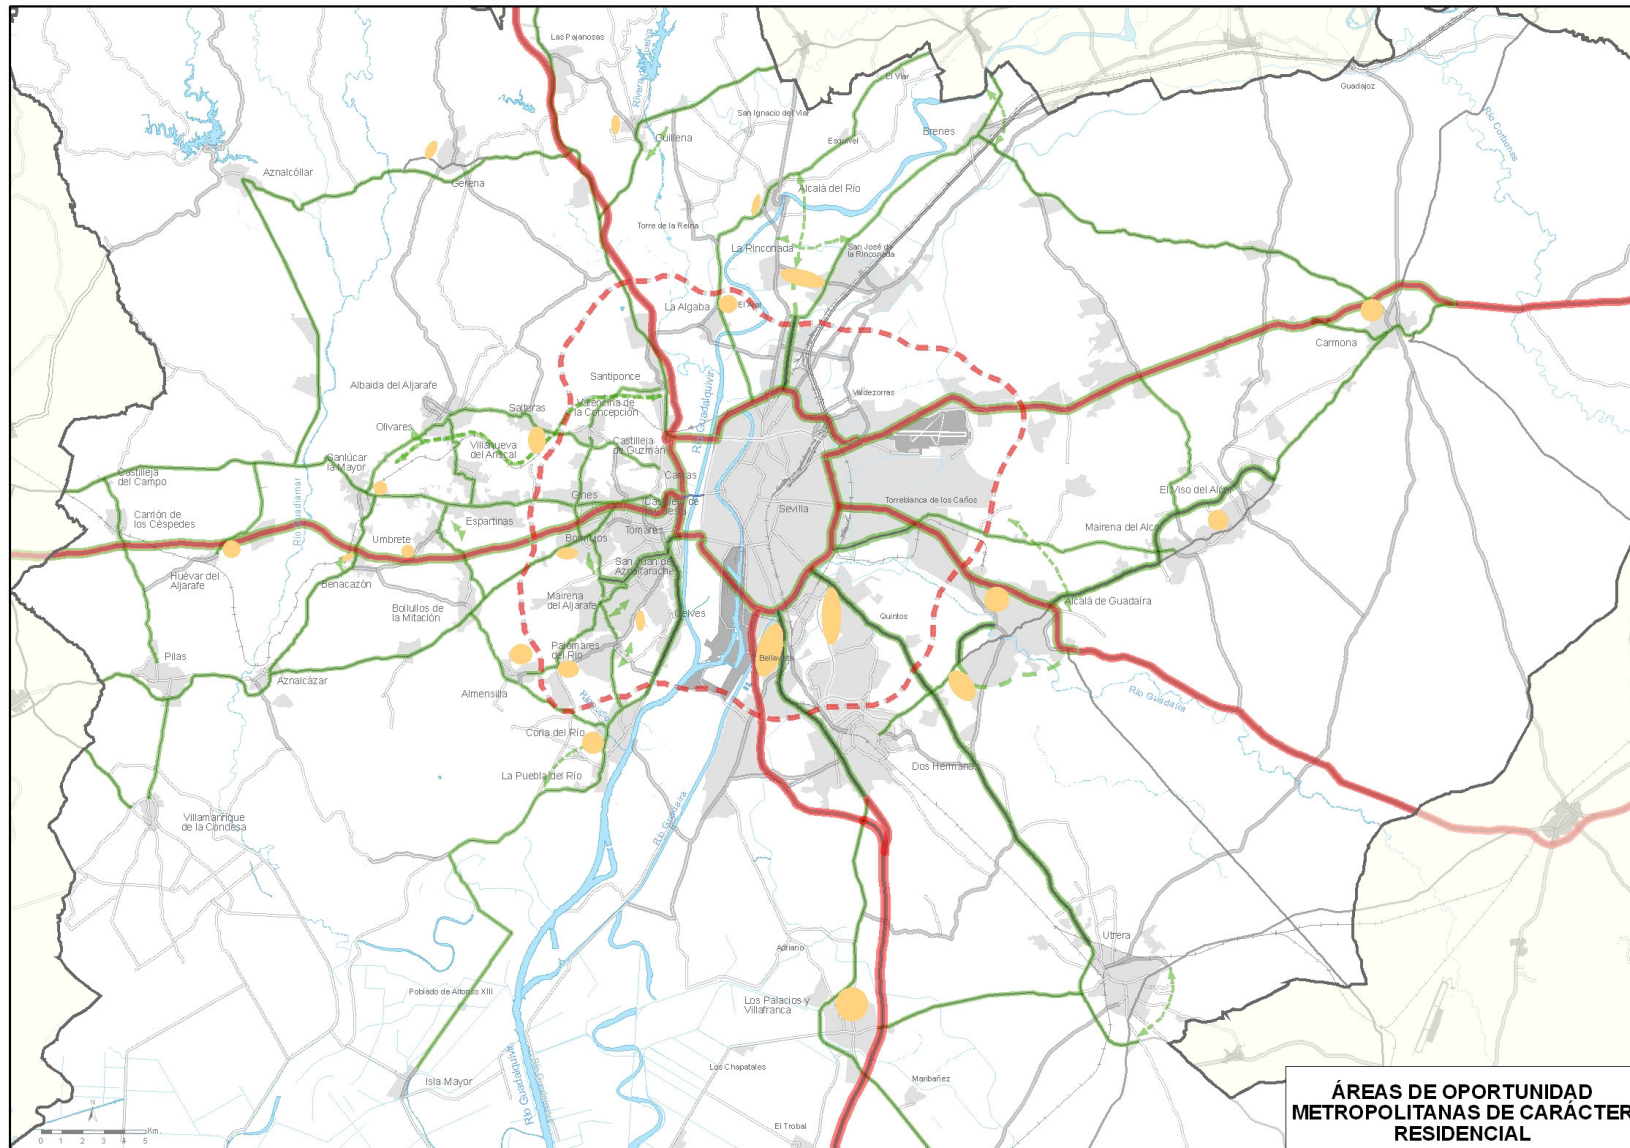 Las Pajanosas
Guadajoz
El Viar
San Ignacio del Viar
Brenes
Esquivel
Guillena
Río Corbones
Aznalcóllar
Gerena
Alcalá del Río
Torre de la Reina
La Rinconada
San José de
la Rinconada
La Algaba
Carmona
Santiponce
Albaida del Aljarafe
Valdezorras
Salteras
Valencina de
la Concepción
Olivares
Río Guadalquivir
Villanueva
del Ariscal
Castilleja
de Guzmán
Sanlúcar
la Mayor
Castilleja
del Campo
Camas
Gines
El Viso del Alcor
Torreblanca de los Caños
Castilleja de
la Cuesta
Sevilla
Carrión de
los Céspedes
Río Guadiamar
Espartinas
Tomares
Mairena del Alcor
Umbrete
Bormujos
San Juan de
Aznalfarache
Huévar del
Aljarafe
Benacazón
Mairena
del Aljarafe
Alcalá de Guadaíra
Bollullos de
la Mitación
Gelves
Quintos
Pilas
Palomares
del Río
Bellavista
Aznalcázar
Almensilla
Río Guadaíra
Coria del Río
La Puebla del Río
Dos Hermanas
Río Guadaíra
Villamanrique
de la Condesa
Utrera
Adriano
Poblado de Alfonso XIII
Los Palacios y
Villafranca
Los Chapatales
Isla Mayor
Maribañez
Río Guadalquivir
El Trobal
N
0 1 2 3 4 5 Km
ÁREAS DE OPORTUNIDAD
METROPOLITANAS DE CARÁCTER
RESIDENCIAL